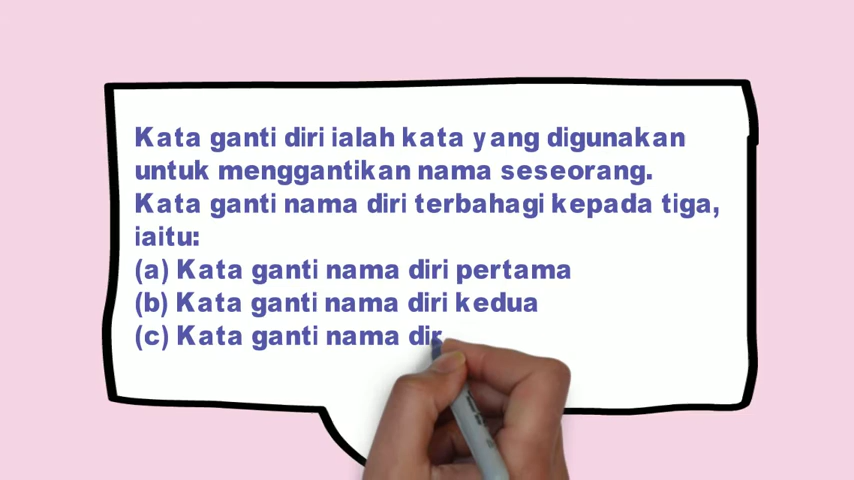 Kata ganti diri ialah kata yang digunakan
untuk menggantikan nama seseorang.
Kata ganti nama diri terbahagi kepada tiga,
iaitu:
(a) Kata ganti nama diri pertama
(b) Kata ganti nama diri kedua
(c) Kata ganti nama dir